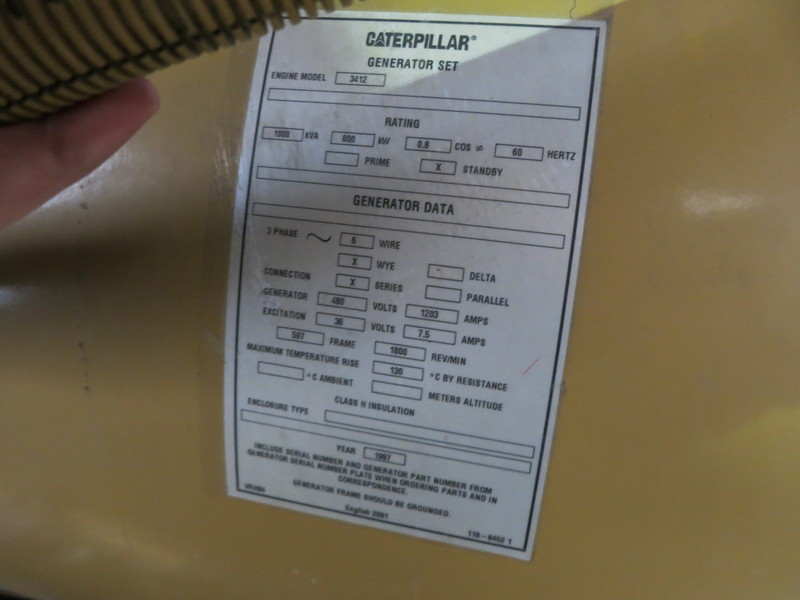 CATERPILLAR®
GENERATOR SET
ENGINE MODEL 3412
RATING
1000 kVA 800 kW 0.8 COS ø 60 HERTZ
PRIME X STANDBY
GENERATOR DATA
3 PHASE ~ 6 WIRE
X WYE DELTA
CONNECTION X SERIES PARALLEL
GENERATOR 480 VOLTS 1203 AMPS
EXCITATION 36 VOLTS 7.5 AMPS
597 FRAME 1800 REV/MIN
MAXIMUM TEMPERATURE RISE 130 °C BY RESISTANCE
°C AMBIENT METERS ALTITUDE
CLASS H INSULATION
ENCLOSURE TYPE
YEAR 1997
INCLUDE SERIAL NUMBER AND GENERATOR PART NUMBER FROM
GENERATOR SERIAL NUMBER PLATE WHEN ORDERING PARTS AND IN
CORRESPONDENCE.
GENERATOR FRAME SHOULD BE GROUNDED.
English 2001